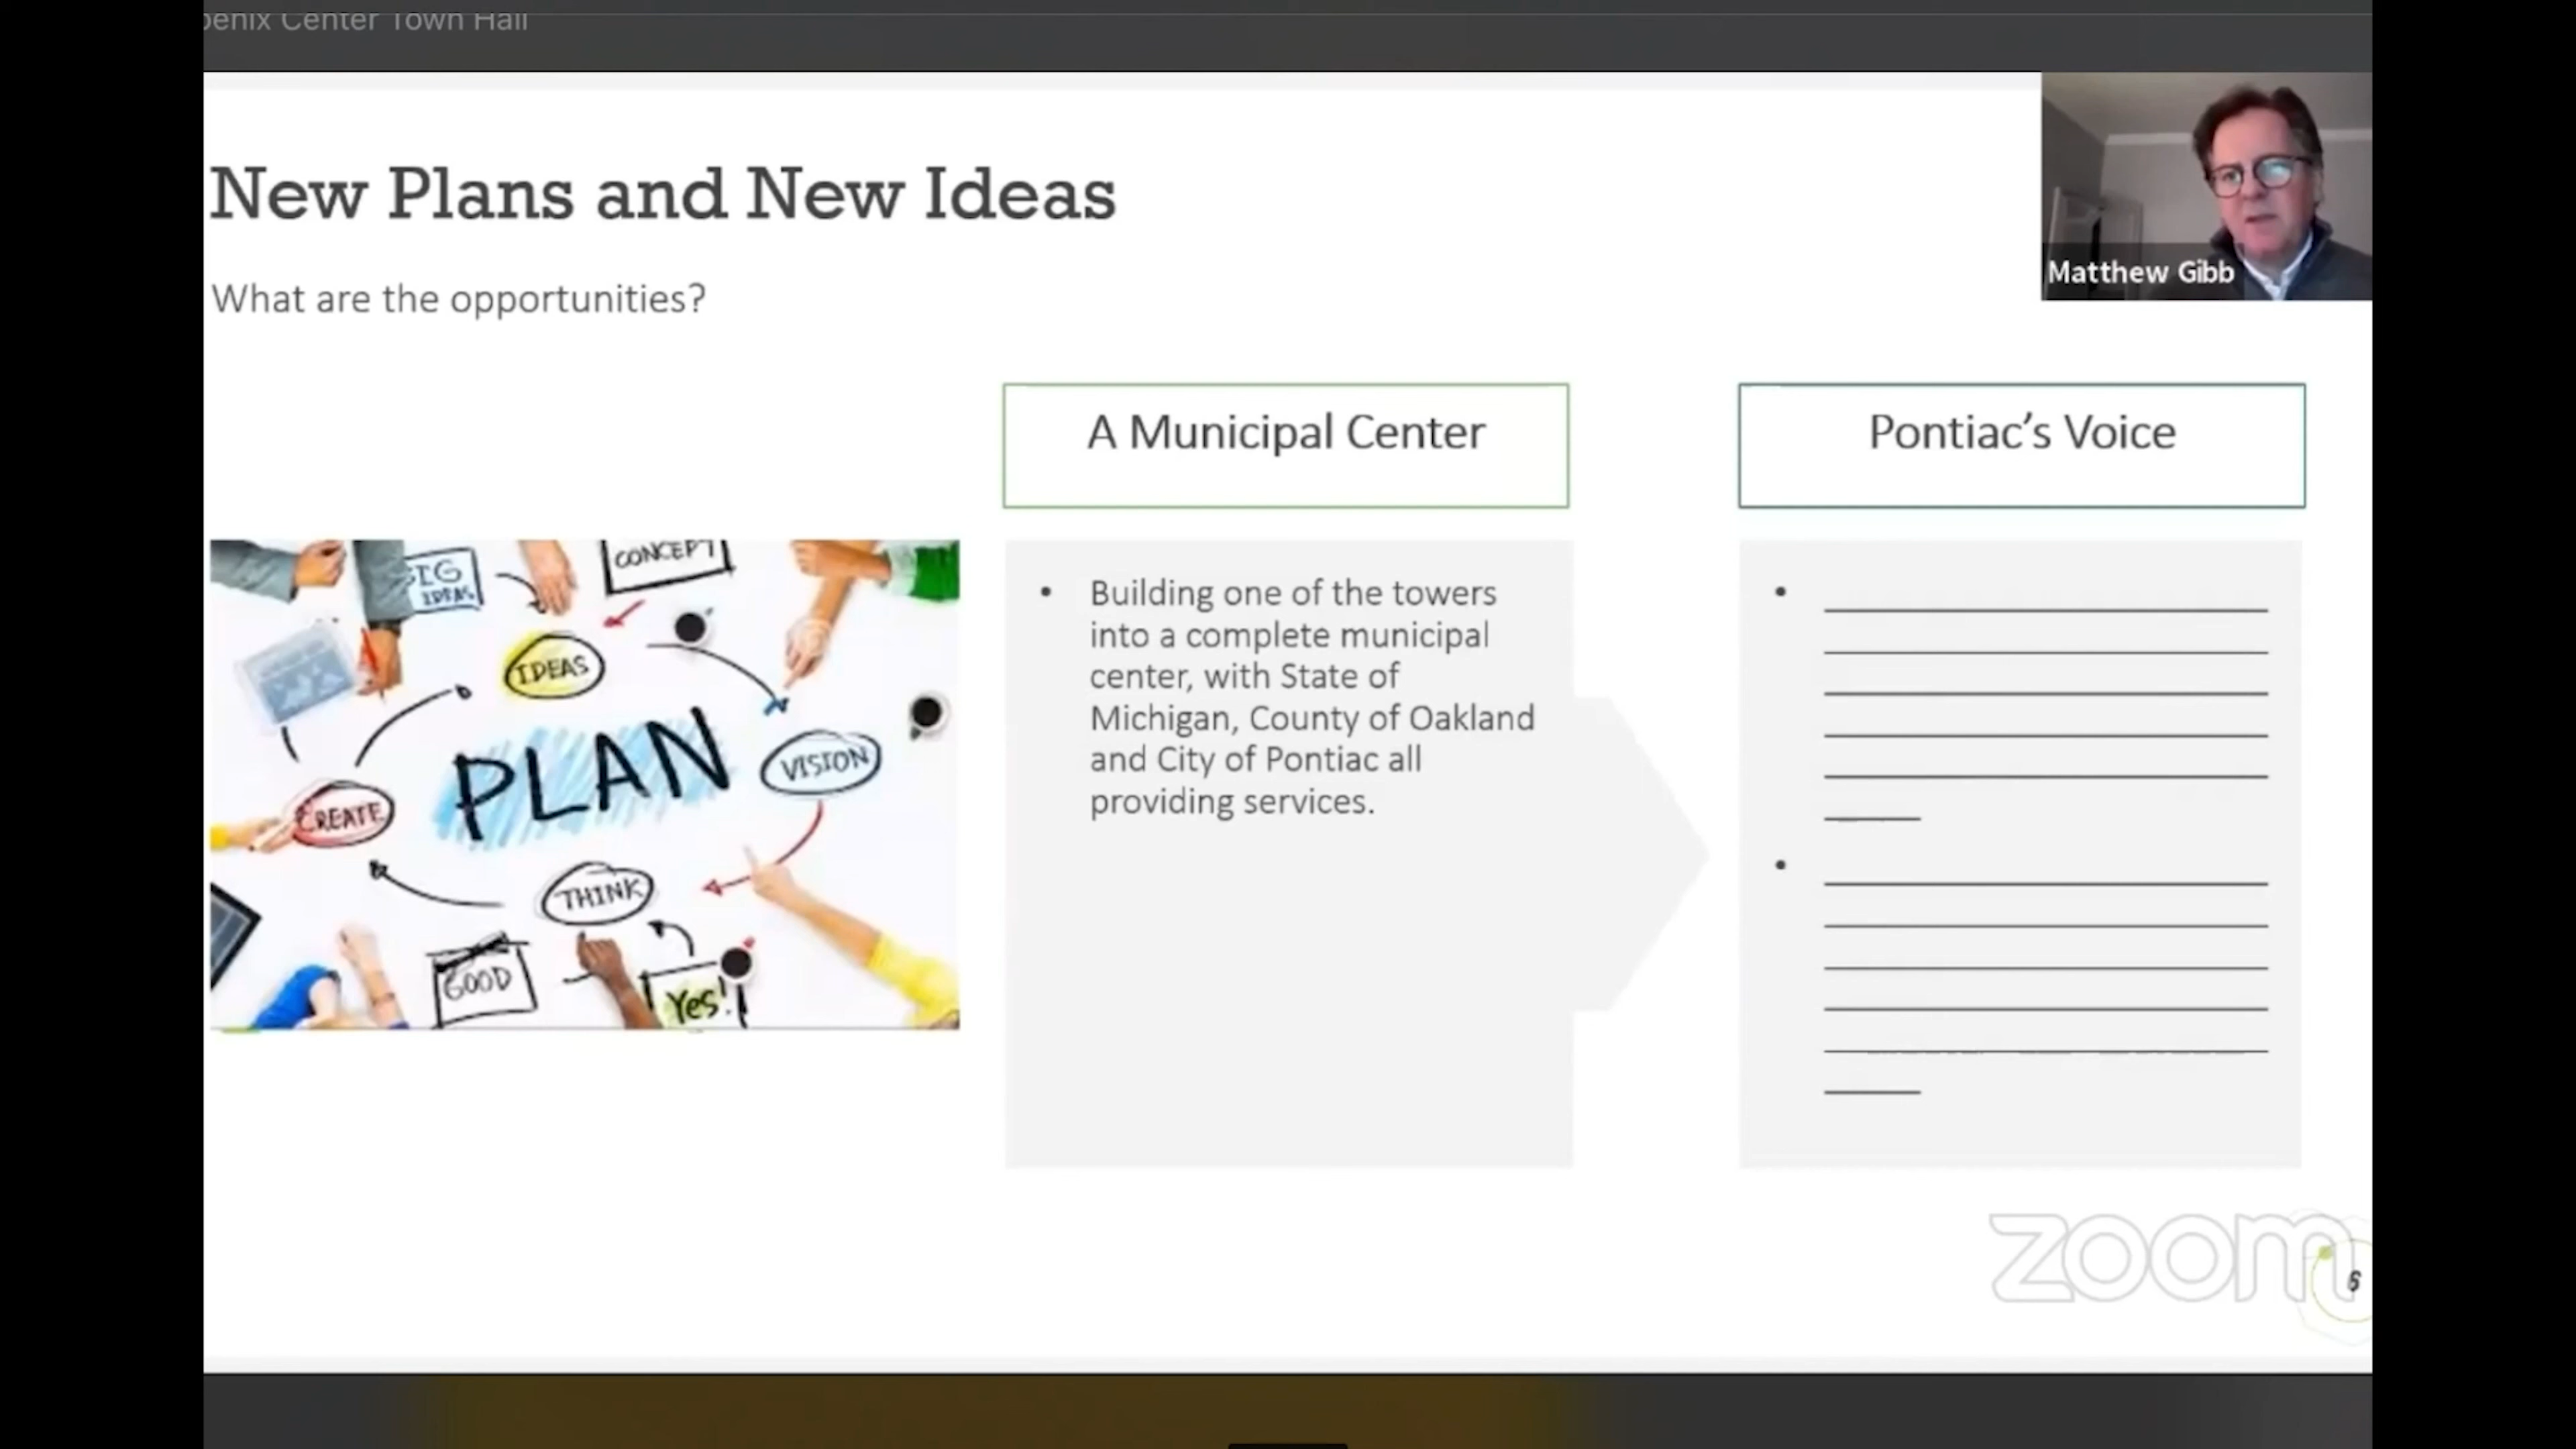 Center Town Hall
New Plans and New Ideas
What are the opportunities?
Matthew Gibb
A Municipal Center
Pontiac's Voice
• Building one of the towers
into a complete municipal
center, with State of
Michigan, County of Oakland
and City of Pontiac all
providing services.
BIG
IDEAS
CONCEPT
IDEAS
PLAN
VISION
CREATE
THINK
GOOD
Yes!
zoom
6